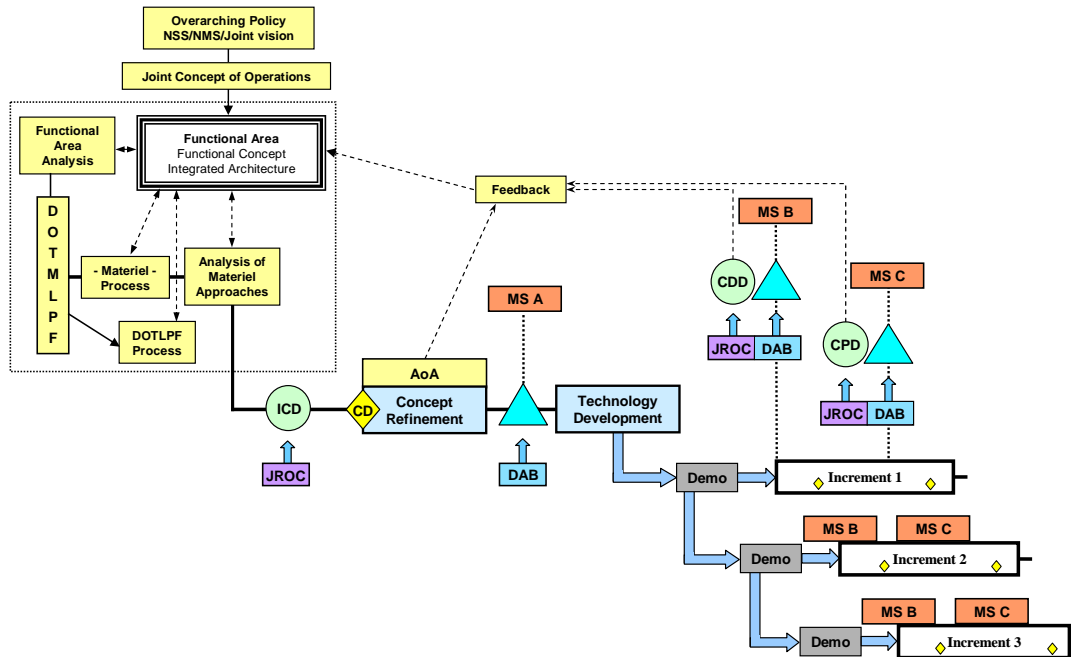 Overarching Policy
NSS/NMS/Joint vision
Joint Concept of Operations
Functional
Area
Analysis
Functional Area
Functional Concept
Integrated Architecture
Feedback
D
O
T
M
L
P
F
- Materiel -
Process
Analysis of
Materiel
Approaches
DOTLPF
Process
MS A
MS B
MS C
CDD
CPD
JROC
DAB
JROC
DAB
AoA
ICD
CD
Concept
Refinement
Technology
Development
JROC
DAB
Demo
Increment 1
MS B
MS C
Demo
Increment 2
MS B
MS C
Demo
Increment 3